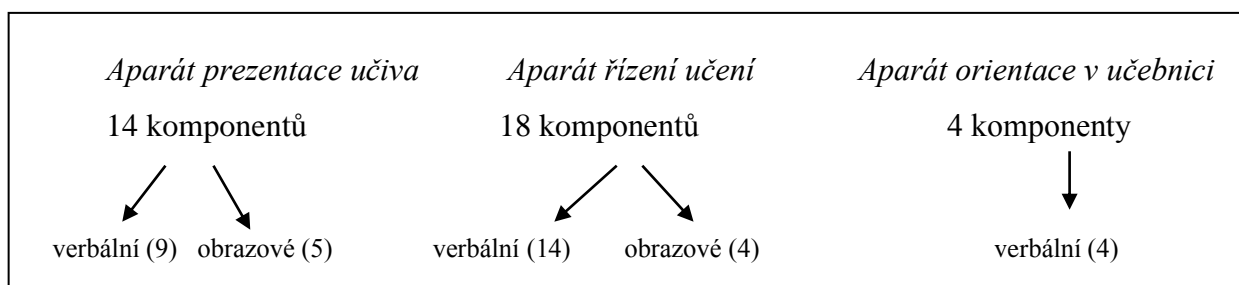 Aparát prezentace učiva Aparát řízení učení Aparát orientace v učebnici
14 komponentů 18 komponentů 4 komponenty
verbální (9) obrazové (5) verbální (14) obrazové (4) verbální (4)